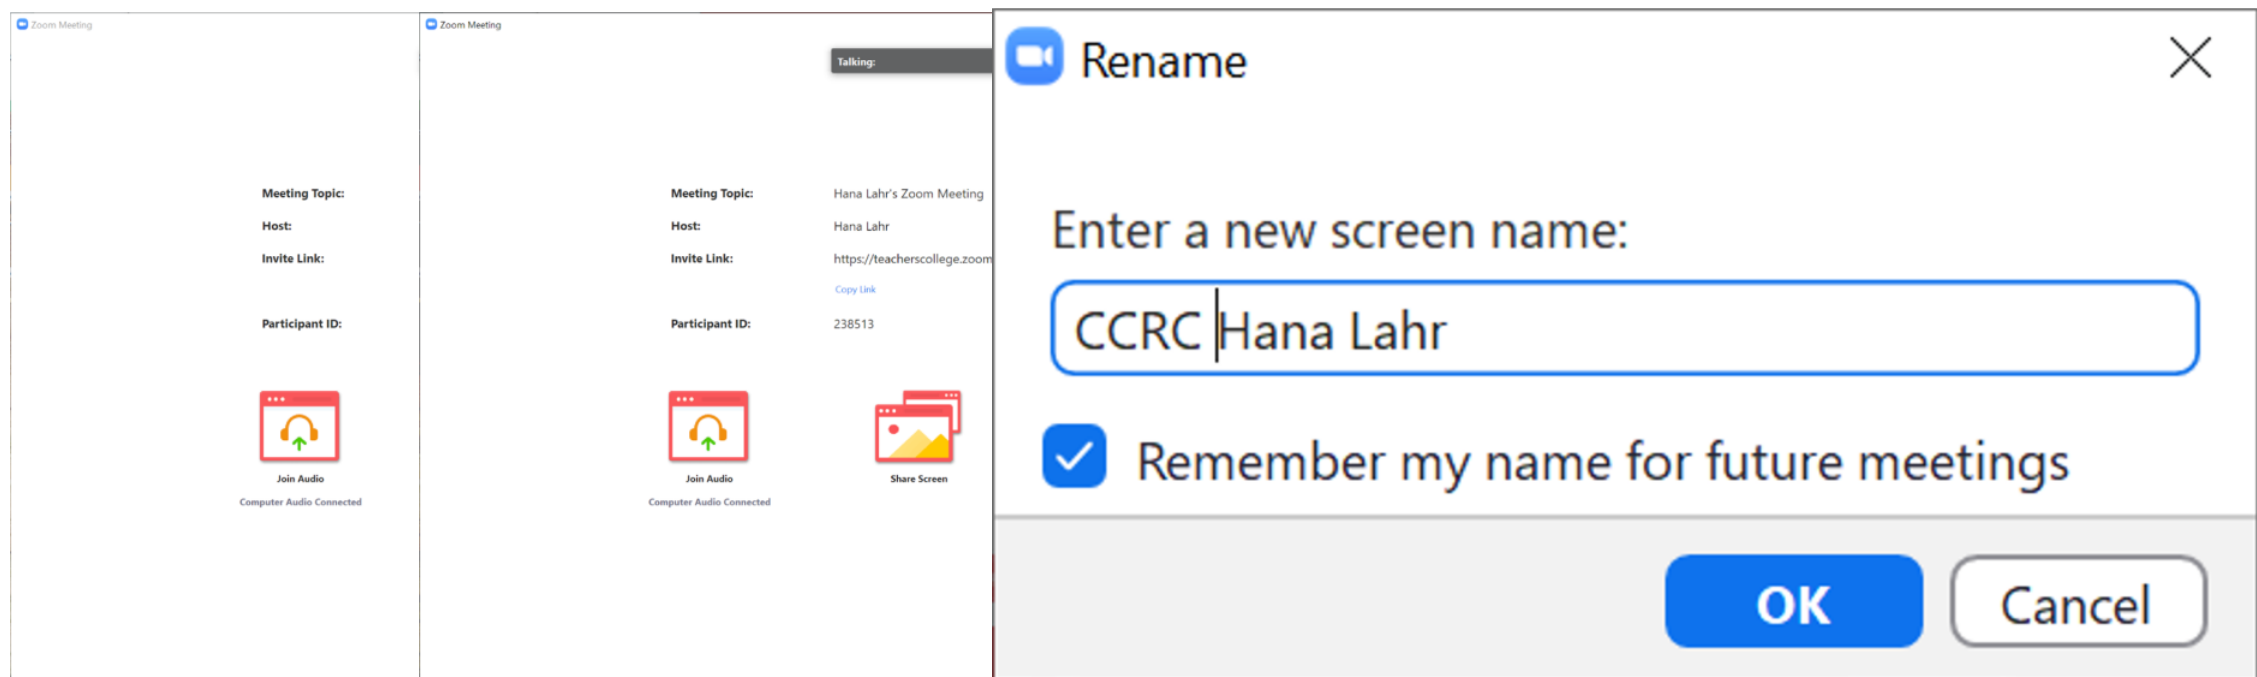 Zoom Meeting
Meeting Topic:
Host:
Invite Link:
Participant ID:
Join Audio
Computer Audio Connected
Zoom Meeting
Talking:
Meeting Topic: Hana Lahr's Zoom Meeting
Host: Hana Lahr
Invite Link: https://teacherscollege.zoom
Copy Link
Participant ID: 238513
Join Audio Share Screen
Computer Audio Connected
Rename
Enter a new screen name:
CCRC Hana Lahr
Remember my name for future meetings
OK Cancel